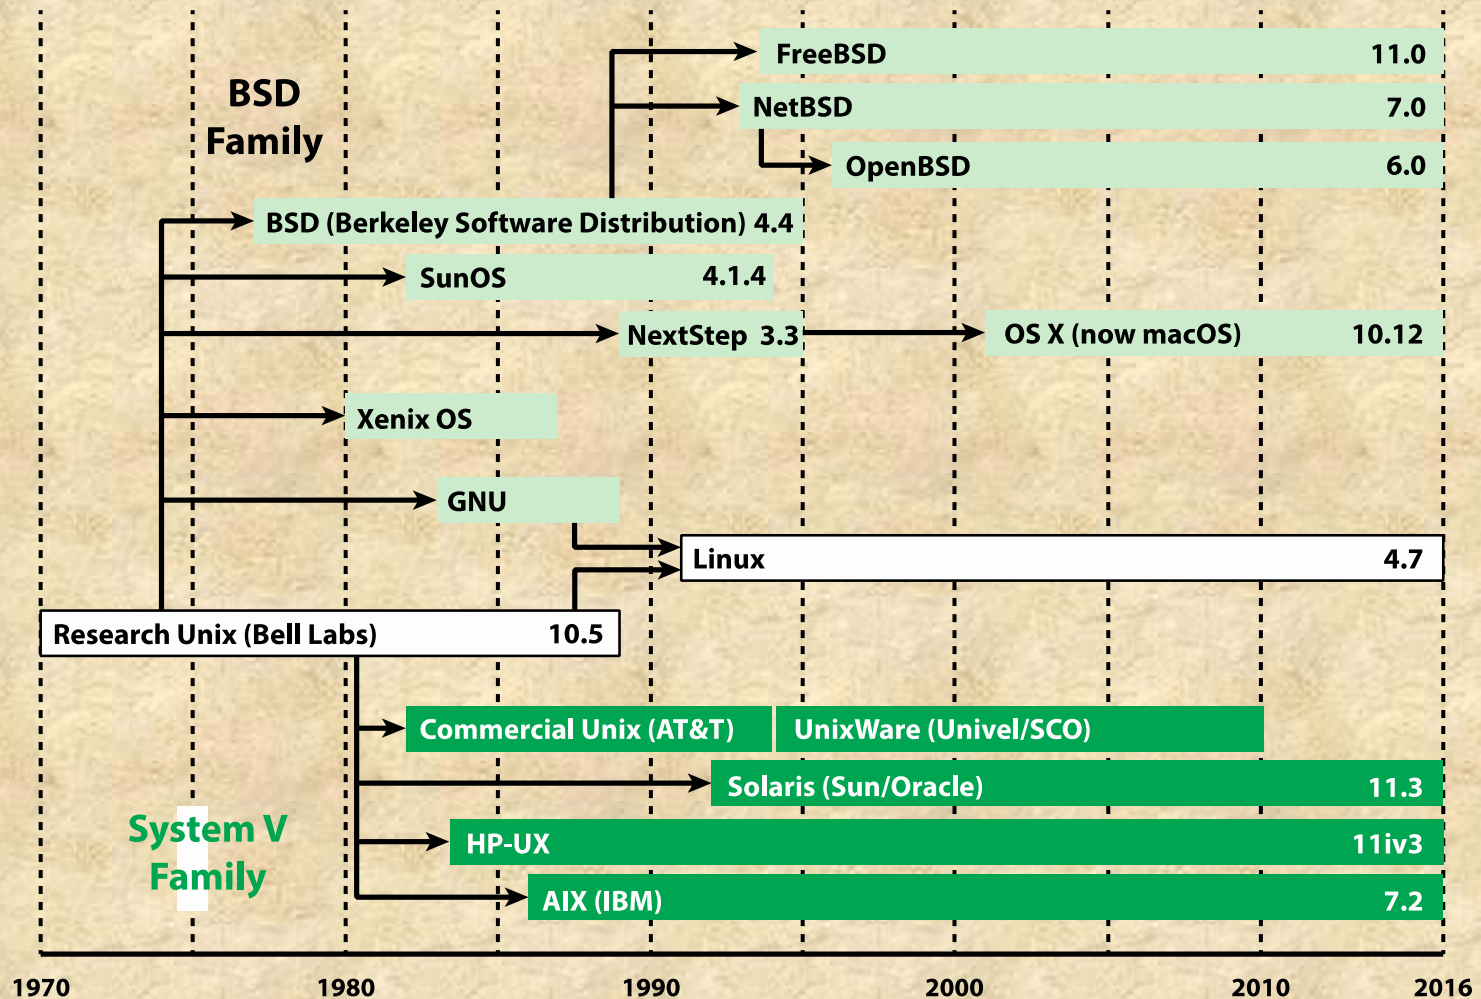 FreeBSD 11.0
BSD
Family
NetBSD 7.0
OpenBSD 6.0
BSD (Berkeley Software Distribution) 4.4
SunOS 4.1.4
NextStep 3.3
OS X (now macOS) 10.12
Xenix OS
GNU
Linux 4.7
Research Unix (Bell Labs) 10.5
Commercial Unix (AT&T)
UnixWare (Univel/SCO)
Solaris (Sun/Oracle) 11.3
System V
Family
HP-UX 11iv3
AIX (IBM) 7.2
1970 1980 1990 2000 2010 2016